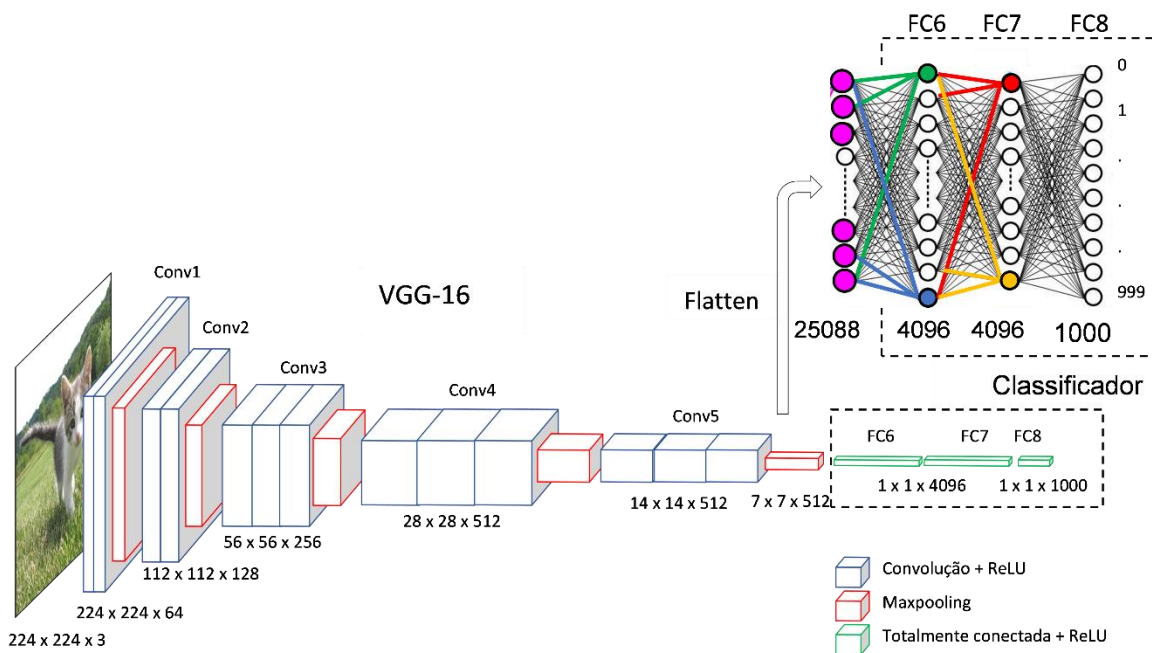 FC6 FC7 FC8
0
1
.
.
.
999
25088 4096 4096 1000
Classificador
Flatten
VGG-16
Conv1
Conv2
Conv3
Conv4
Conv5
FC6 FC7 FC8
1 x 1 x 4096 1 x 1 x 1000
7 x 7 x 512
14 x 14 x 512
28 x 28 x 512
56 x 56 x 256
112 x 112 x 128
224 x 224 x 64
224 x 224 x 3
Convolução + ReLU
Maxpooling
Totalmente conectada + ReLU